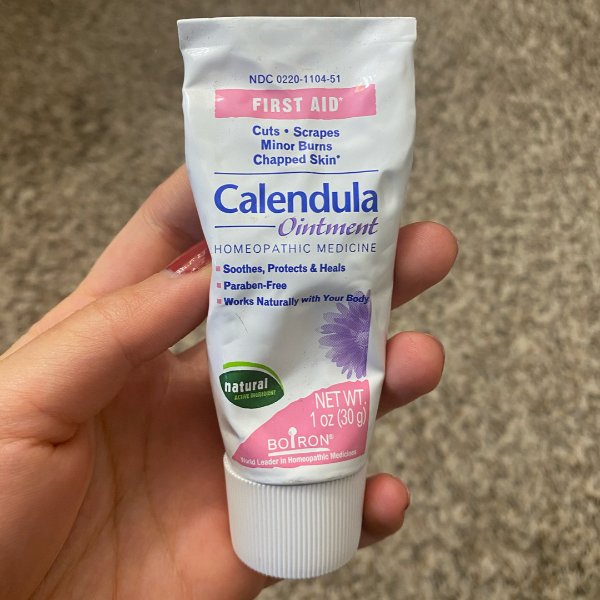 NDC 0220-1104-51
FIRST AID*
Cuts • Scrapes
Minor Burns
Chapped Skin*
Calendula
Ointment
HOMEOPATHIC MEDICINE
Soothes, Protects & Heals
Paraben-Free
Works Naturally with Your Body
natural
ACTIVE INGREDIENT
NET WT.
1 oz (30 g)
BOIRON®
World Leader in Homeopathic Medicines